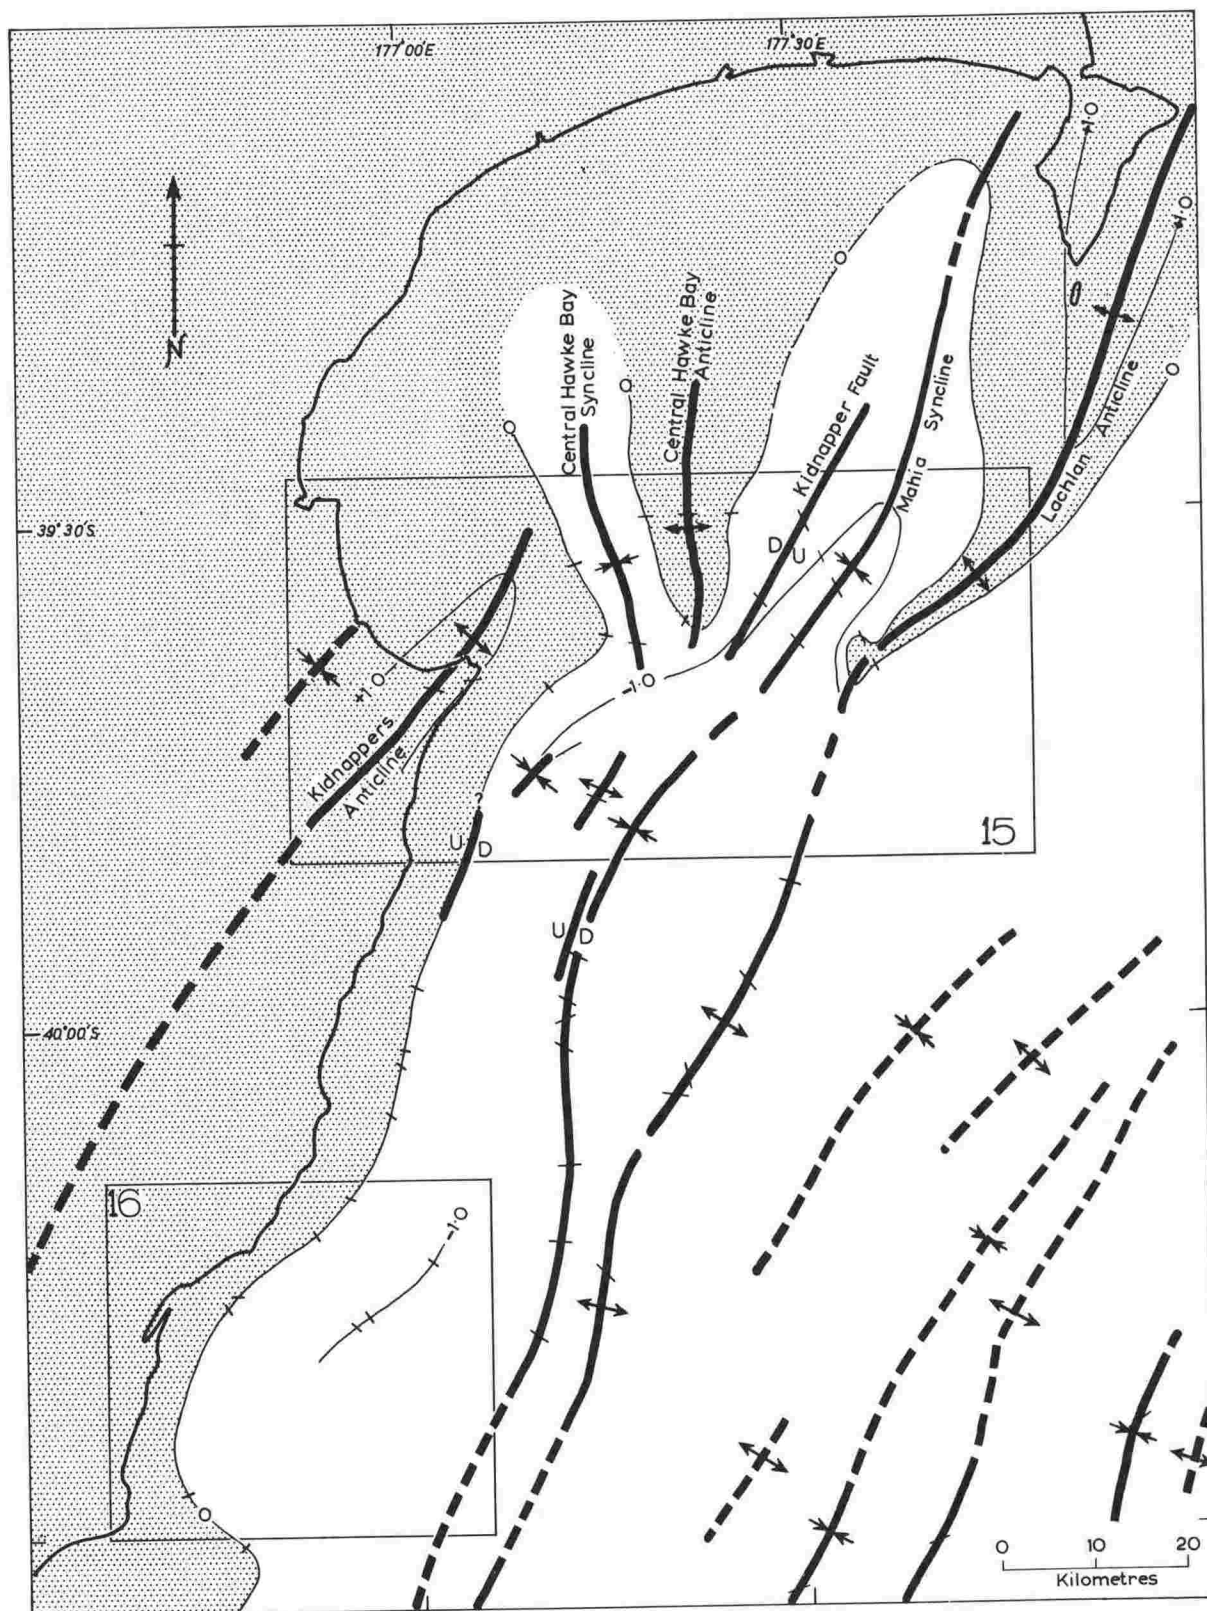 177°00'E
177°30'E
+1.0
+1.0
N
0
Central Hawke Bay
Syncline
Central Hawke Bay
Anticline
0
0
Kidnapper Fault
Mahia Syncline
Lachlan Anticline
0
39°30'S
D U
+1.0
-1.0
Kidnappers
Anticline
?
U D
15
U D
40°00'S
16
-1.0
0
0 10 20
Kilometres